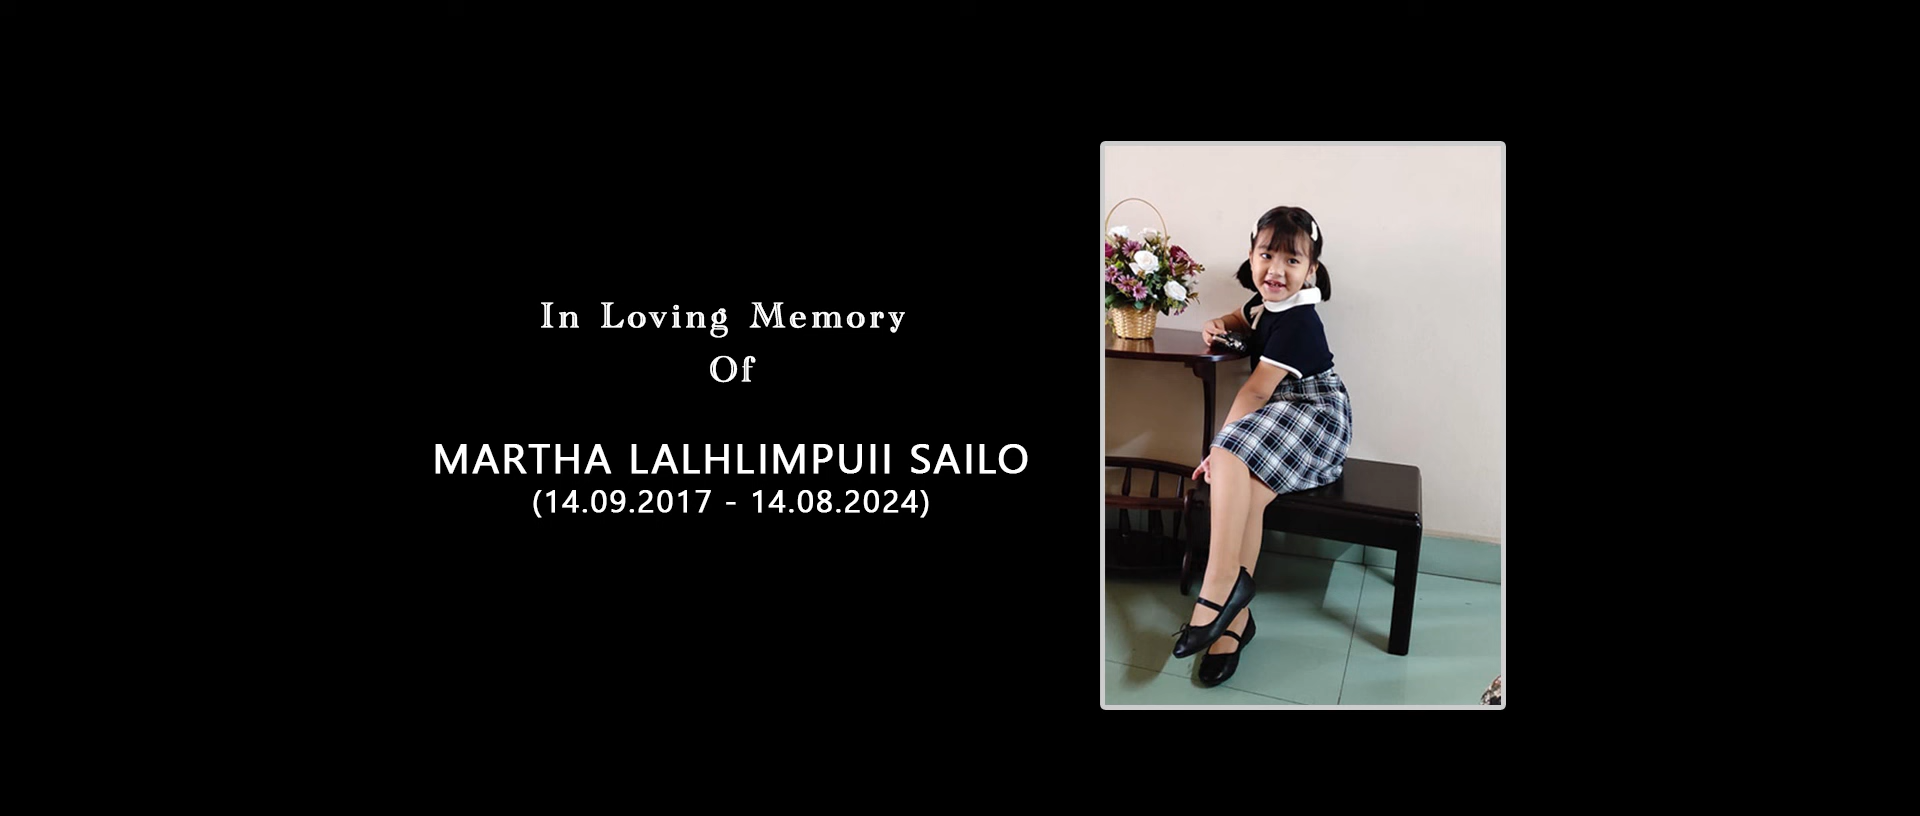 In Loving Memory
Of
MARTHA LALHLIMPUII SAILO
(14.09.2017 - 14.08.2024)